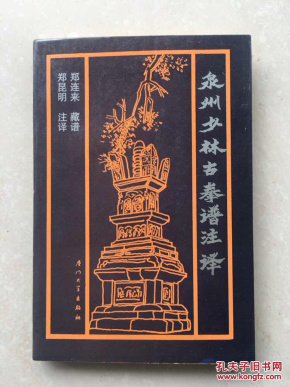 泉州少林古拳谱注译
郑连来 藏谱
郑昆明 注译
厦门大学出版社
孔夫子旧书网